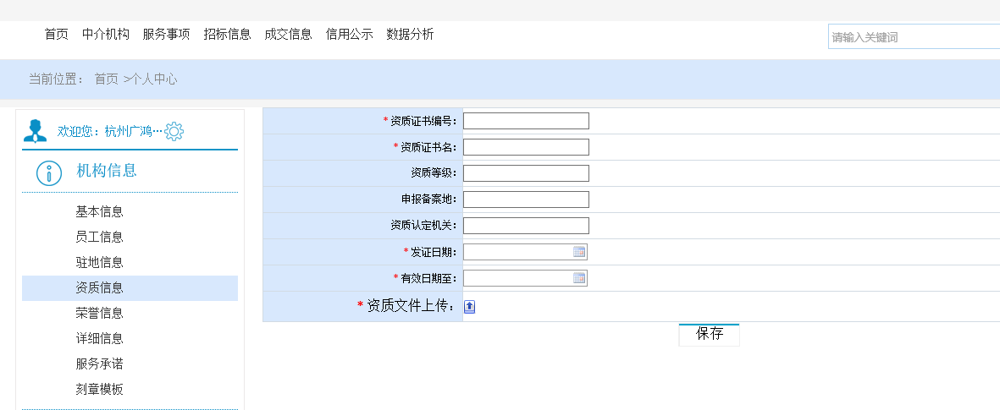 首页 中介机构 服务事项 招标信息 成交信息 信用公示 数据分析
请输入关键词
当前位置： 首页 >个人中心
欢迎您：杭州广鸿…
机构信息
基本信息
员工信息
驻地信息
资质信息
荣誉信息
详细信息
服务承诺
刻章模板
* 资质证书编号：
* 资质证书名：
资质等级：
申报备案地：
资质认定机关：
* 发证日期：
* 有效日期至：
* 资质文件上传：
保存